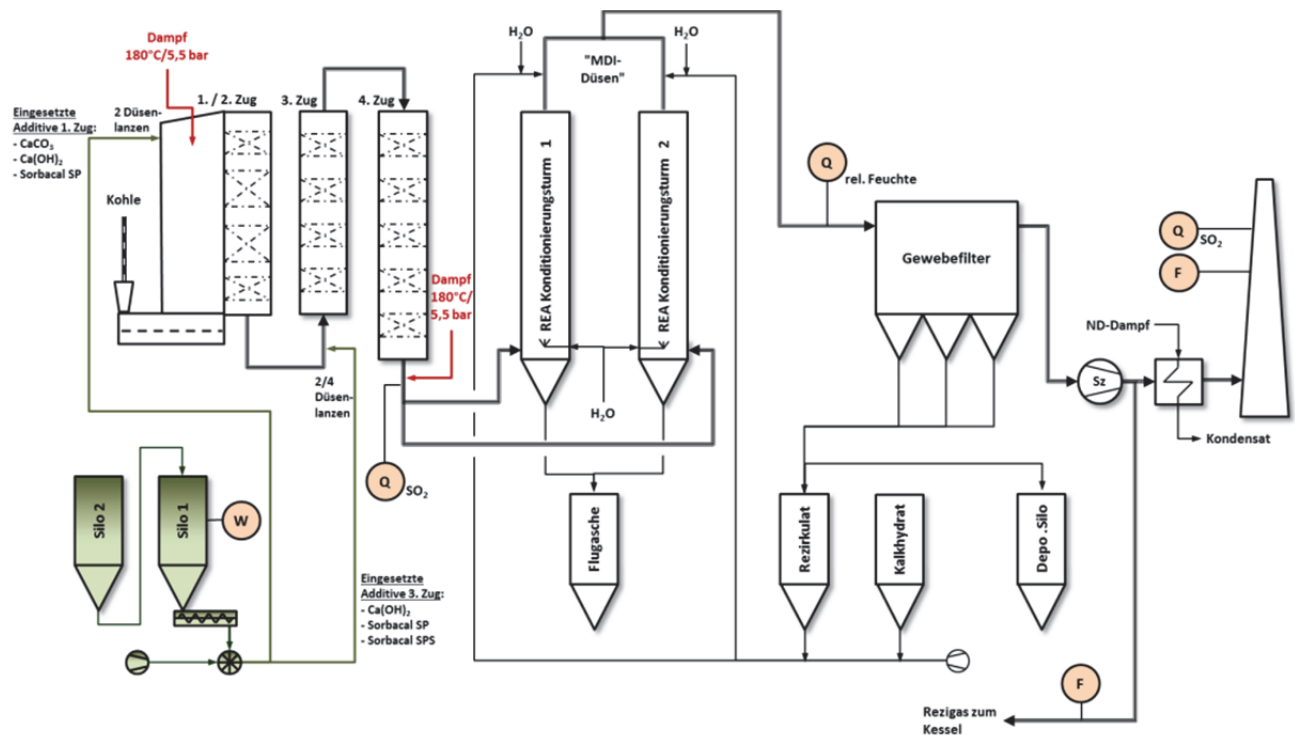 Dampf
180°C/5,5 bar
1. / 2. Zug
3. Zug
4. Zug
Eingesetzte
Additive 1. Zug:
- CaCO₃
- Ca(OH)₂
- Sorbacal SP
2 Düsen-
lanzen
Kohle
H₂O
"MDI-
Düsen"
H₂O
REA Konditionierungsturm 1
REA Konditionierungsturm 2
Dampf
180°C/
5,5 bar
2/4
Düsen-
lanzen
H₂O
Q
SO₂
Q
rel. Feuchte
Gewebefilter
Q
SO₂
F
ND-Dampf
Sz
Kondensat
Silo 2
Silo 1
W
Eingesetzte
Additive 3. Zug:
- Ca(OH)₂
- Sorbacal SP
- Sorbacal SPS
Flugasche
Rezirkulat
Kalkhydrat
Depo .Silo
F
Rezigas zum
Kessel